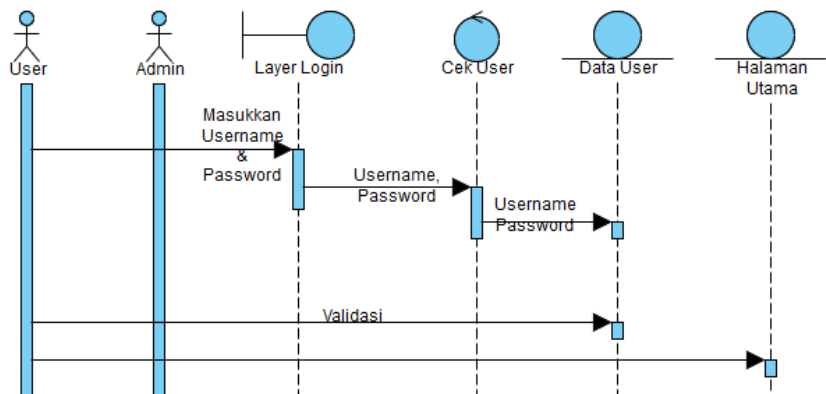 User
Admin
Layer Login
Cek User
Data User
Halaman
Utama
Masukkan
Username
&
Password
Username,
Password
Username
Password
Validasi